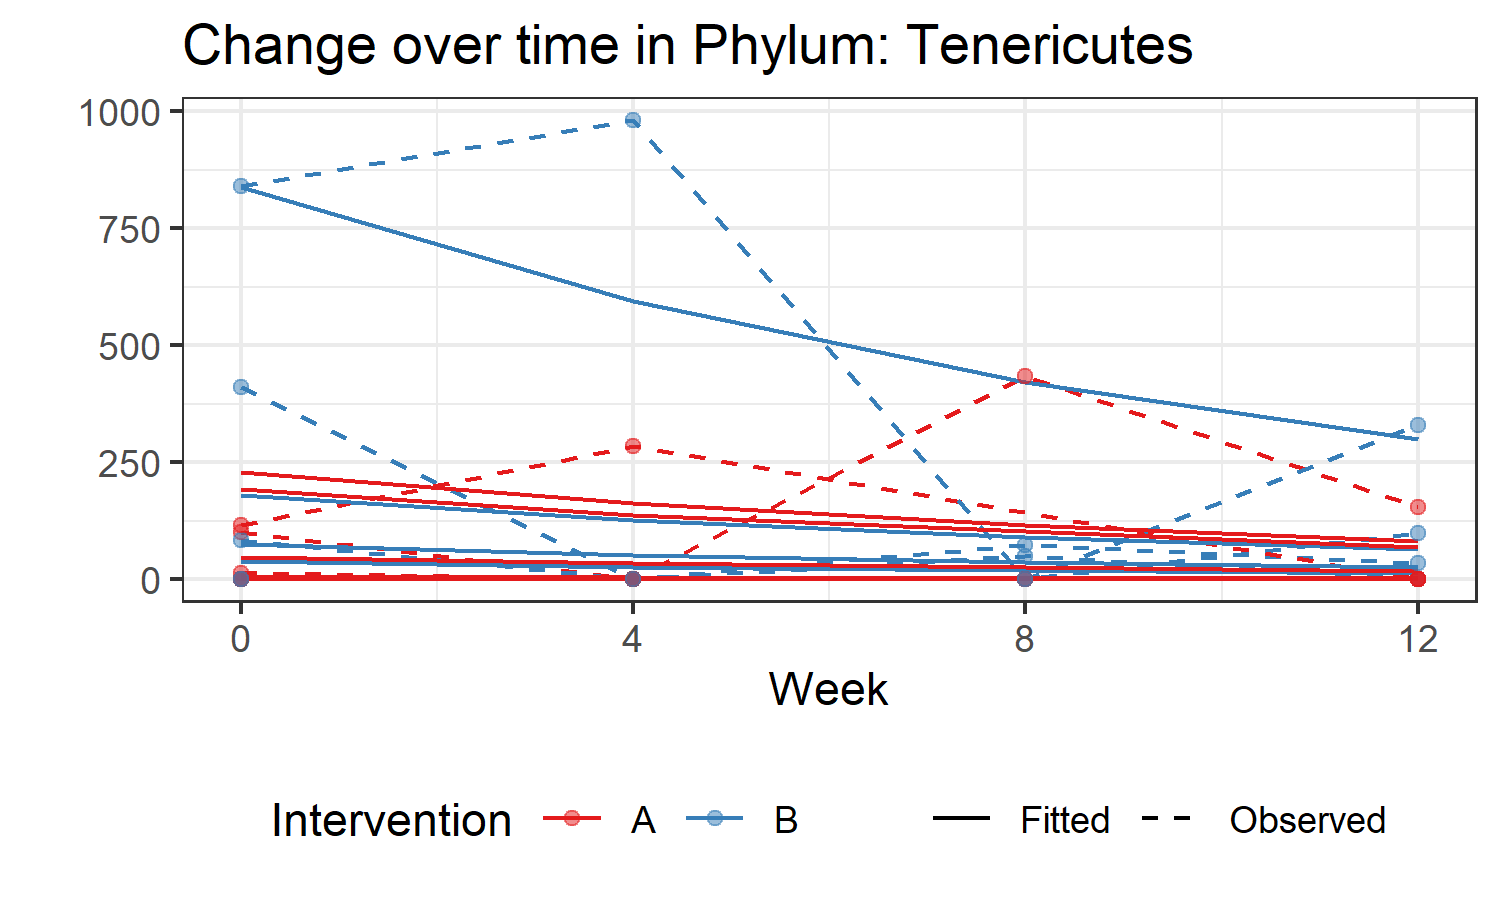 Change over time in Phylum: Tenericutes
1000
750
500
250
0
0 4 8 12
Week
Intervention A B Fitted Observed